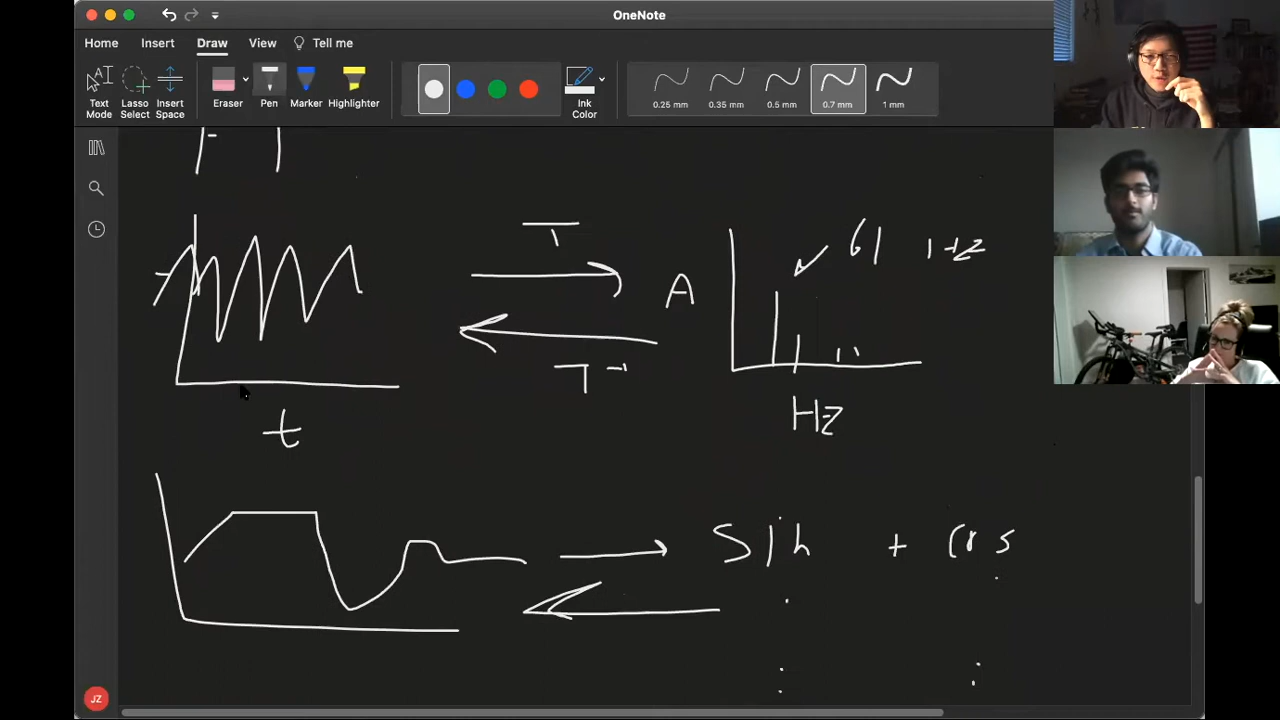 OneNote
Home Insert Draw View Tell me
Text Mode
Lasso Select
Insert Space
Eraser
Pen
Marker
Highlighter
Ink Color
0.25 mm
0.35 mm
0.5 mm
0.7 mm
1 mm
T
A
61 Hz
T⁻¹
Hz
t
Sin + Cos
JZ